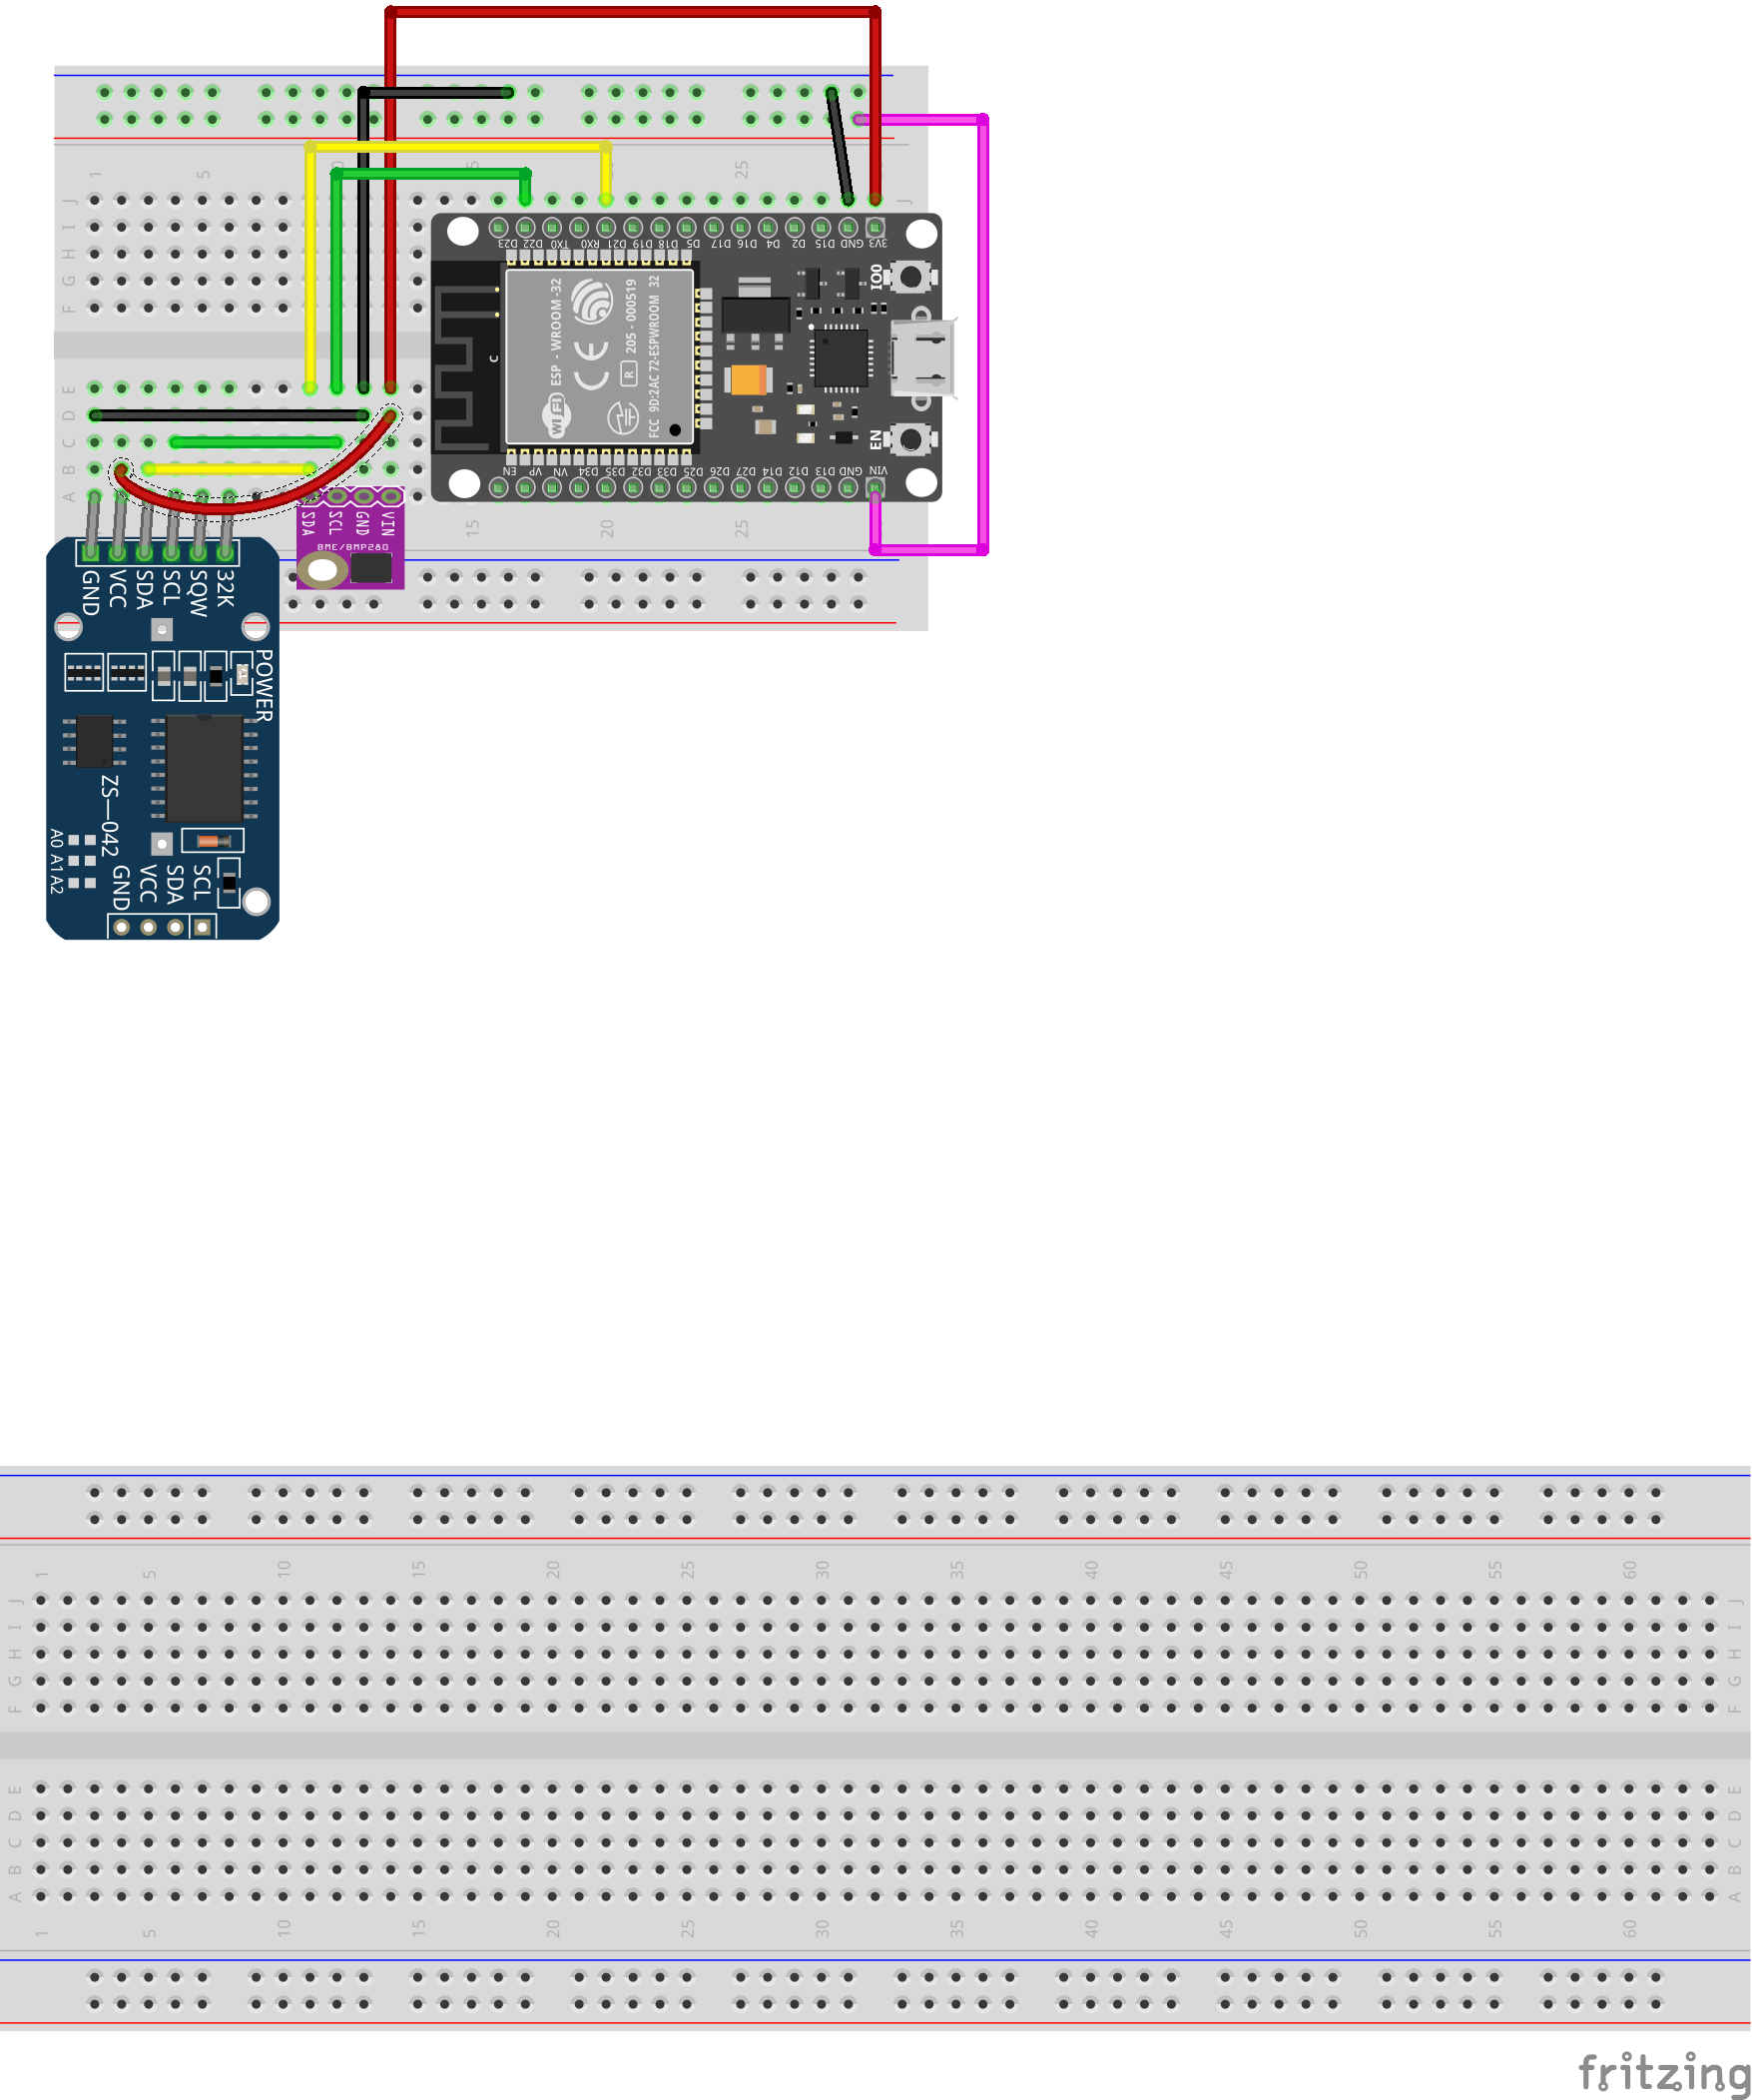 1 5 10 15 20 25
J J
I
H
G
F
E
D
C
B
A
D23 D22 TX0 RX0 D21 D19 D18 D5 D17 D16 D4 D2 D15 GND 3V3
IO0
ESP - WROOM -32
205 - 000519
R
FCC 9D:2AC 72-ESPWROOM 32
CE
WiFi
C
EN
EN VP VN D34 D35 D32 D33 D25 D26 D27 D14 D12 D13 GND VIN
15 20 25
SDA SCL GND VIN
BME/BMP280
GND VCC SDA SCL SQW 32K
POWER
ZS—042
A0 A1 A2
GND VCC SDA SCL
1 5 10 15 20 25 30 35 40 45 50 55 60
J J
I I
H H
G G
F F
E E
D D
C C
B B
A A
1 5 10 15 20 25 30 35 40 45 50 55 60
fritzing